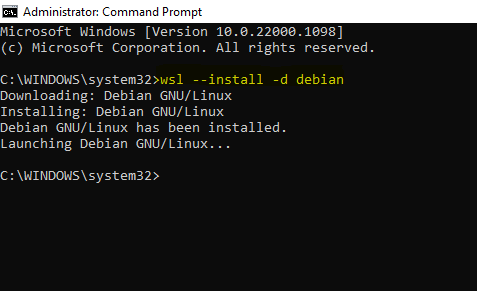 Administrator: Command Prompt
Microsoft Windows [Version 10.0.22000.1098]
(c) Microsoft Corporation. All rights reserved.
C:\WINDOWS\system32>wsl --install -d debian
Downloading: Debian GNU/Linux
Installing: Debian GNU/Linux
Debian GNU/Linux has been installed.
Launching Debian GNU/Linux...
C:\WINDOWS\system32>